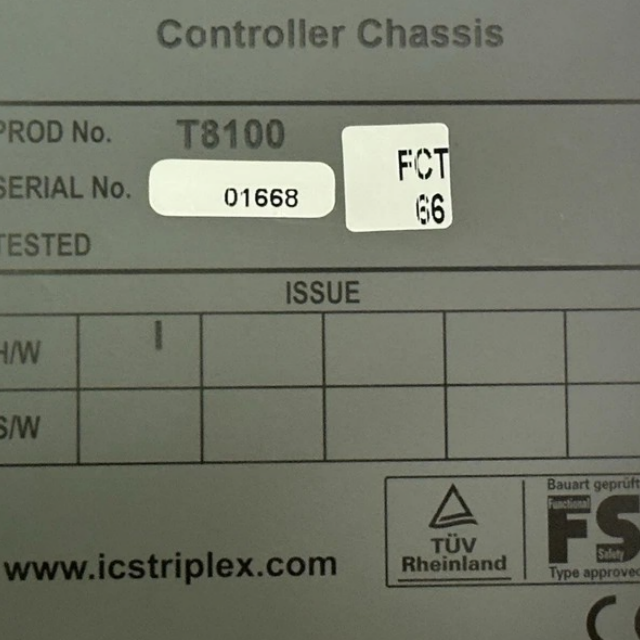 Controller Chassis
PROD No. T8100
SERIAL No. 01668
FCT
66
TESTED
ISSUE
H/W I
S/W
www.icstriplex.com
TÜV
Rheinland
Bauart geprüft
Functional
FS
Safety
Type approved
CE